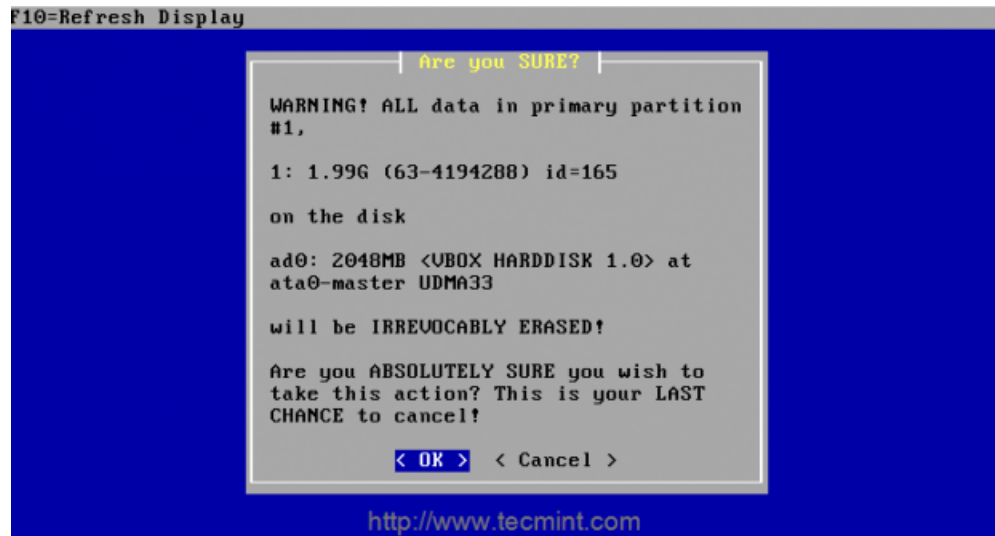 F10=Refresh Display
Are you SURE?
WARNING! ALL data in primary partition
#1,
1: 1.99G (63-4194288) id=165
on the disk
ad0: 2048MB <VBOX HARDDISK 1.0> at
ata0-master UDMA33
will be IRREVOCABLY ERASED!
Are you ABSOLUTELY SURE you wish to
take this action? This is your LAST
CHANCE to cancel!
< OK > < Cancel >
http://www.tecmint.com